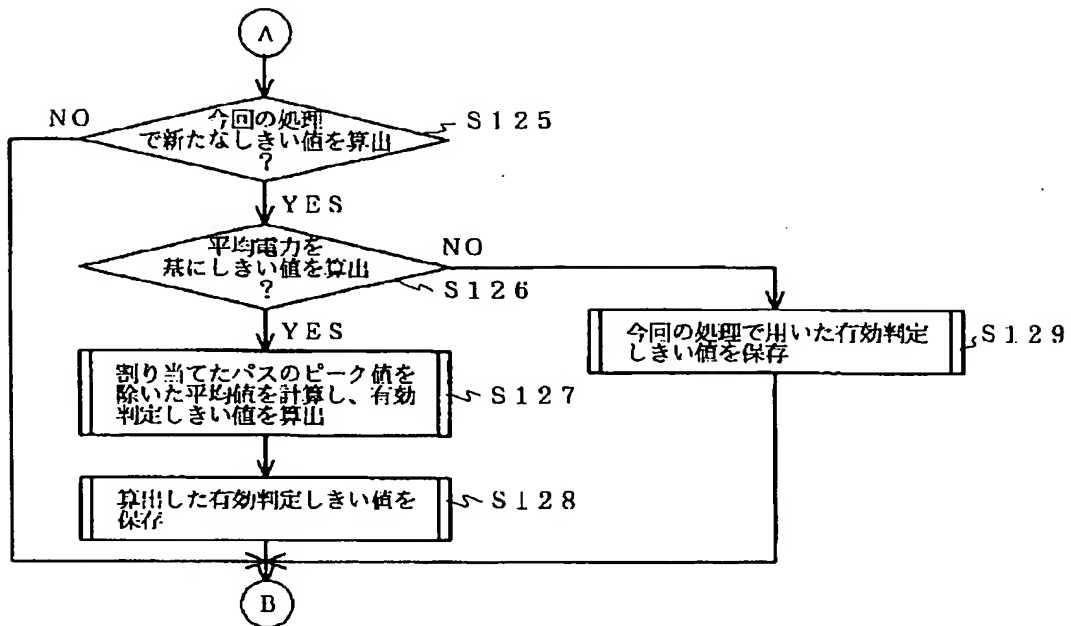 A
今回の処理
で新たなしきい値を算出
?
NO
S125
YES
平均電力を
基にしきい値を算出
?
NO
S126
YES
今回の処理で用いた有効判定
しきい値を保存
S129
割り当てたパスのピーク値を
除いた平均値を計算し、有効
判定しきい値を算出
S127
算出した有効判定しきい値を
保存
S128
B